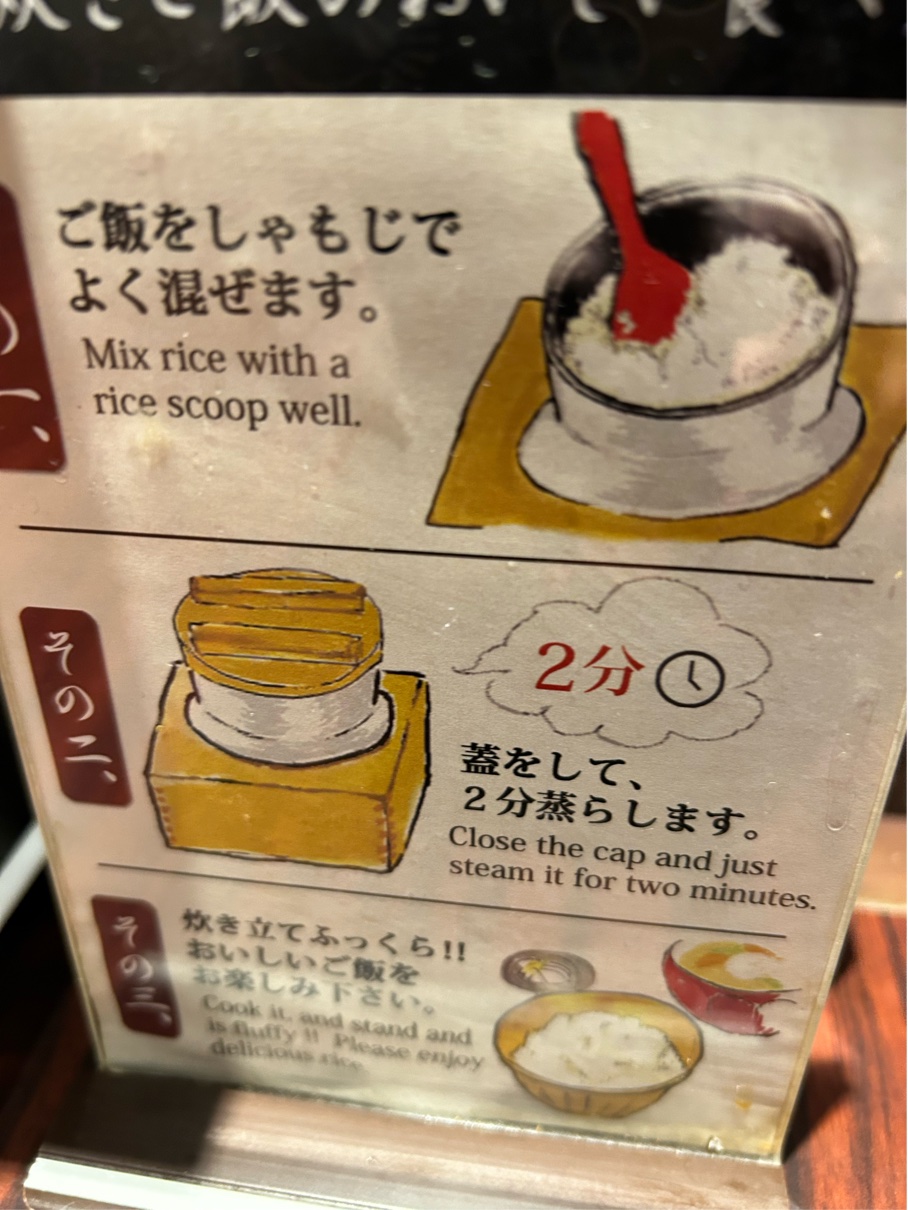 ご飯をしゃもじで
よく混ぜます。
Mix rice with a
rice scoop well.
その二、
2分
蓋をして、
2分蒸らします。
Close the cap and just
steam it for two minutes.
その三、
炊き立てふっくら!!
おいしいご飯を
お楽しみ下さい。
Cook it, and stand and
is fluffy !! Please enjoy
delicious rice.